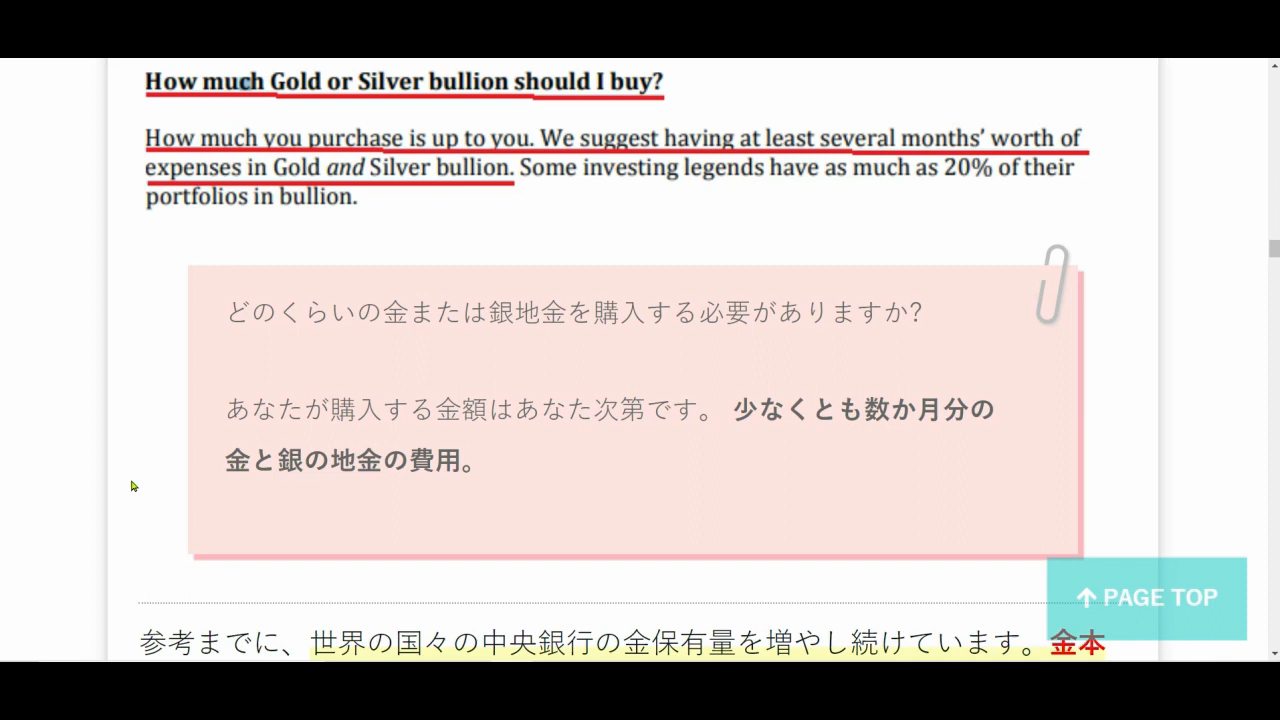 How much Gold or Silver bullion should I buy?
How much you purchase is up to you. We suggest having at least several months’ worth of
expenses in Gold and Silver bullion. Some investing legends have as much as 20% of their
portfolios in bullion.
どのくらいの金または銀地金を購入する必要がありますか?
あなたが購入する金額はあなた次第です。 少なくとも数か月分の
金と銀の地金の費用。
↑ PAGE TOP
参考までに、世界の国々の中央銀行の金保有量を増やし続けています。金本